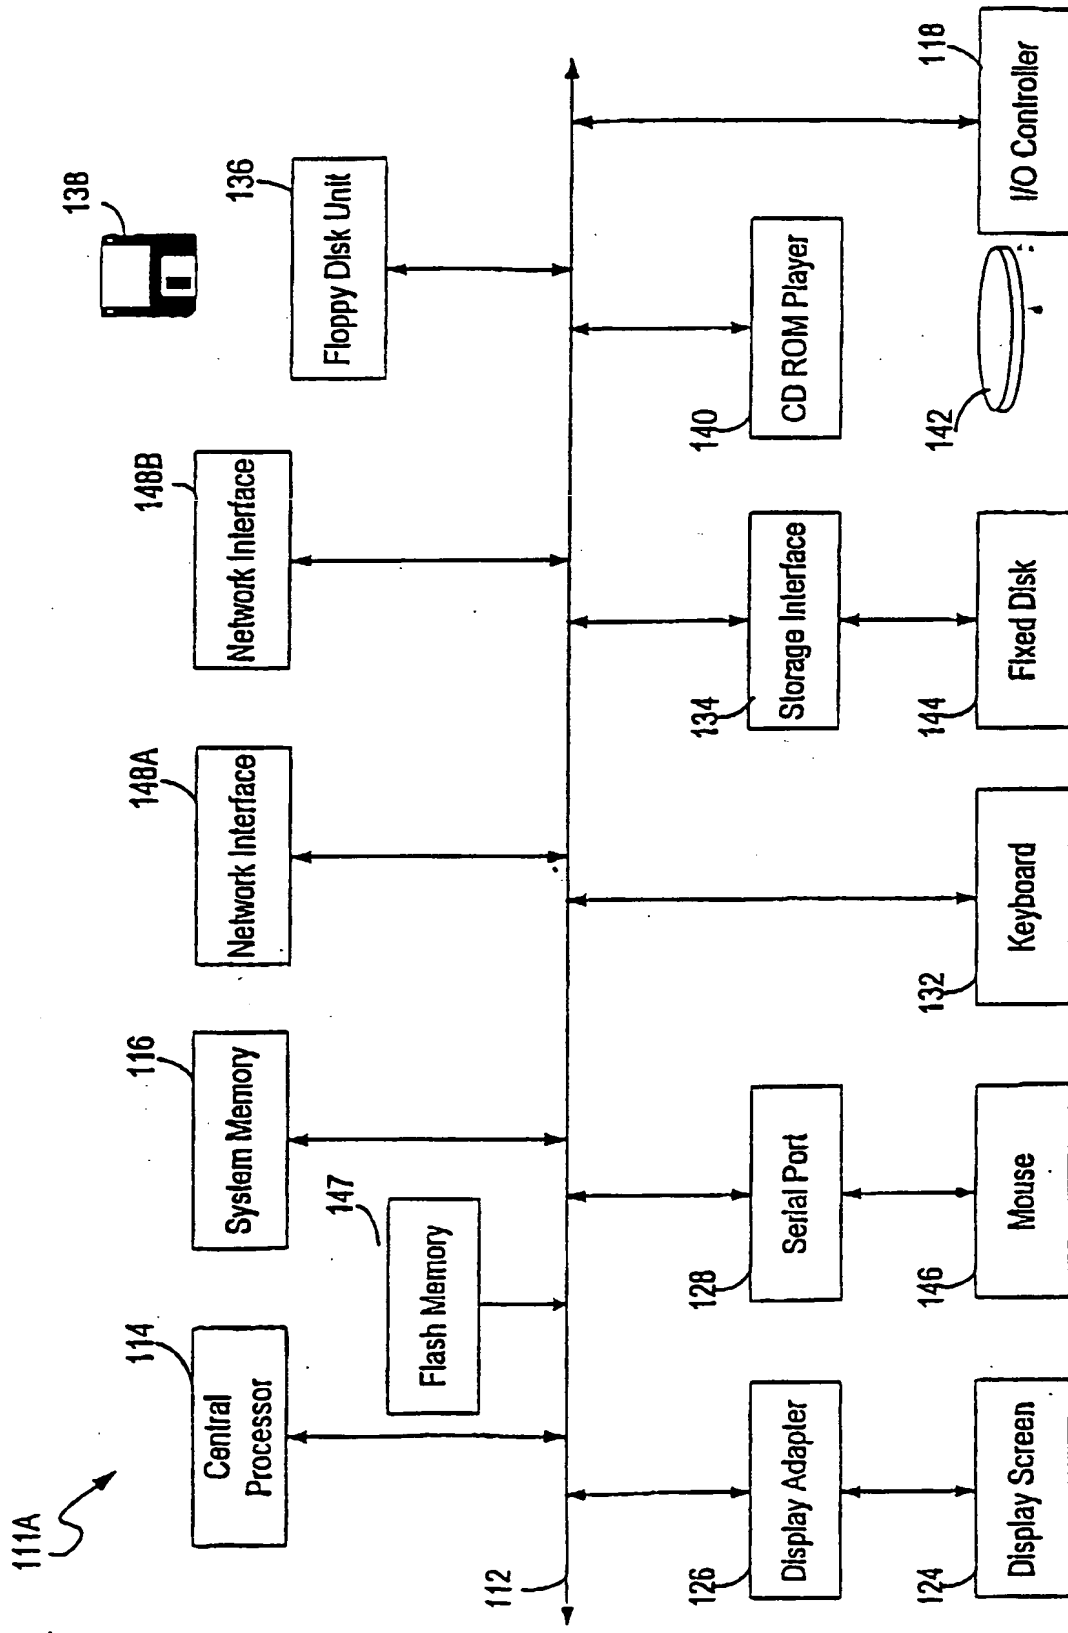 111A
114
Central
Processor
116
System Memory
148A
Network Interface
148B
Network Interface
138
136
Floppy Disk Unit
147
Flash Memory
112
126
Display Adapter
128
Serial Port
134
Storage Interface
140
CD ROM Player
124
Display Screen
146
Mouse
132
Keyboard
144
Fixed Disk
142
118
I/O Controller